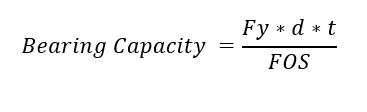 Bearing Capacity = Fy * d * t / FOS